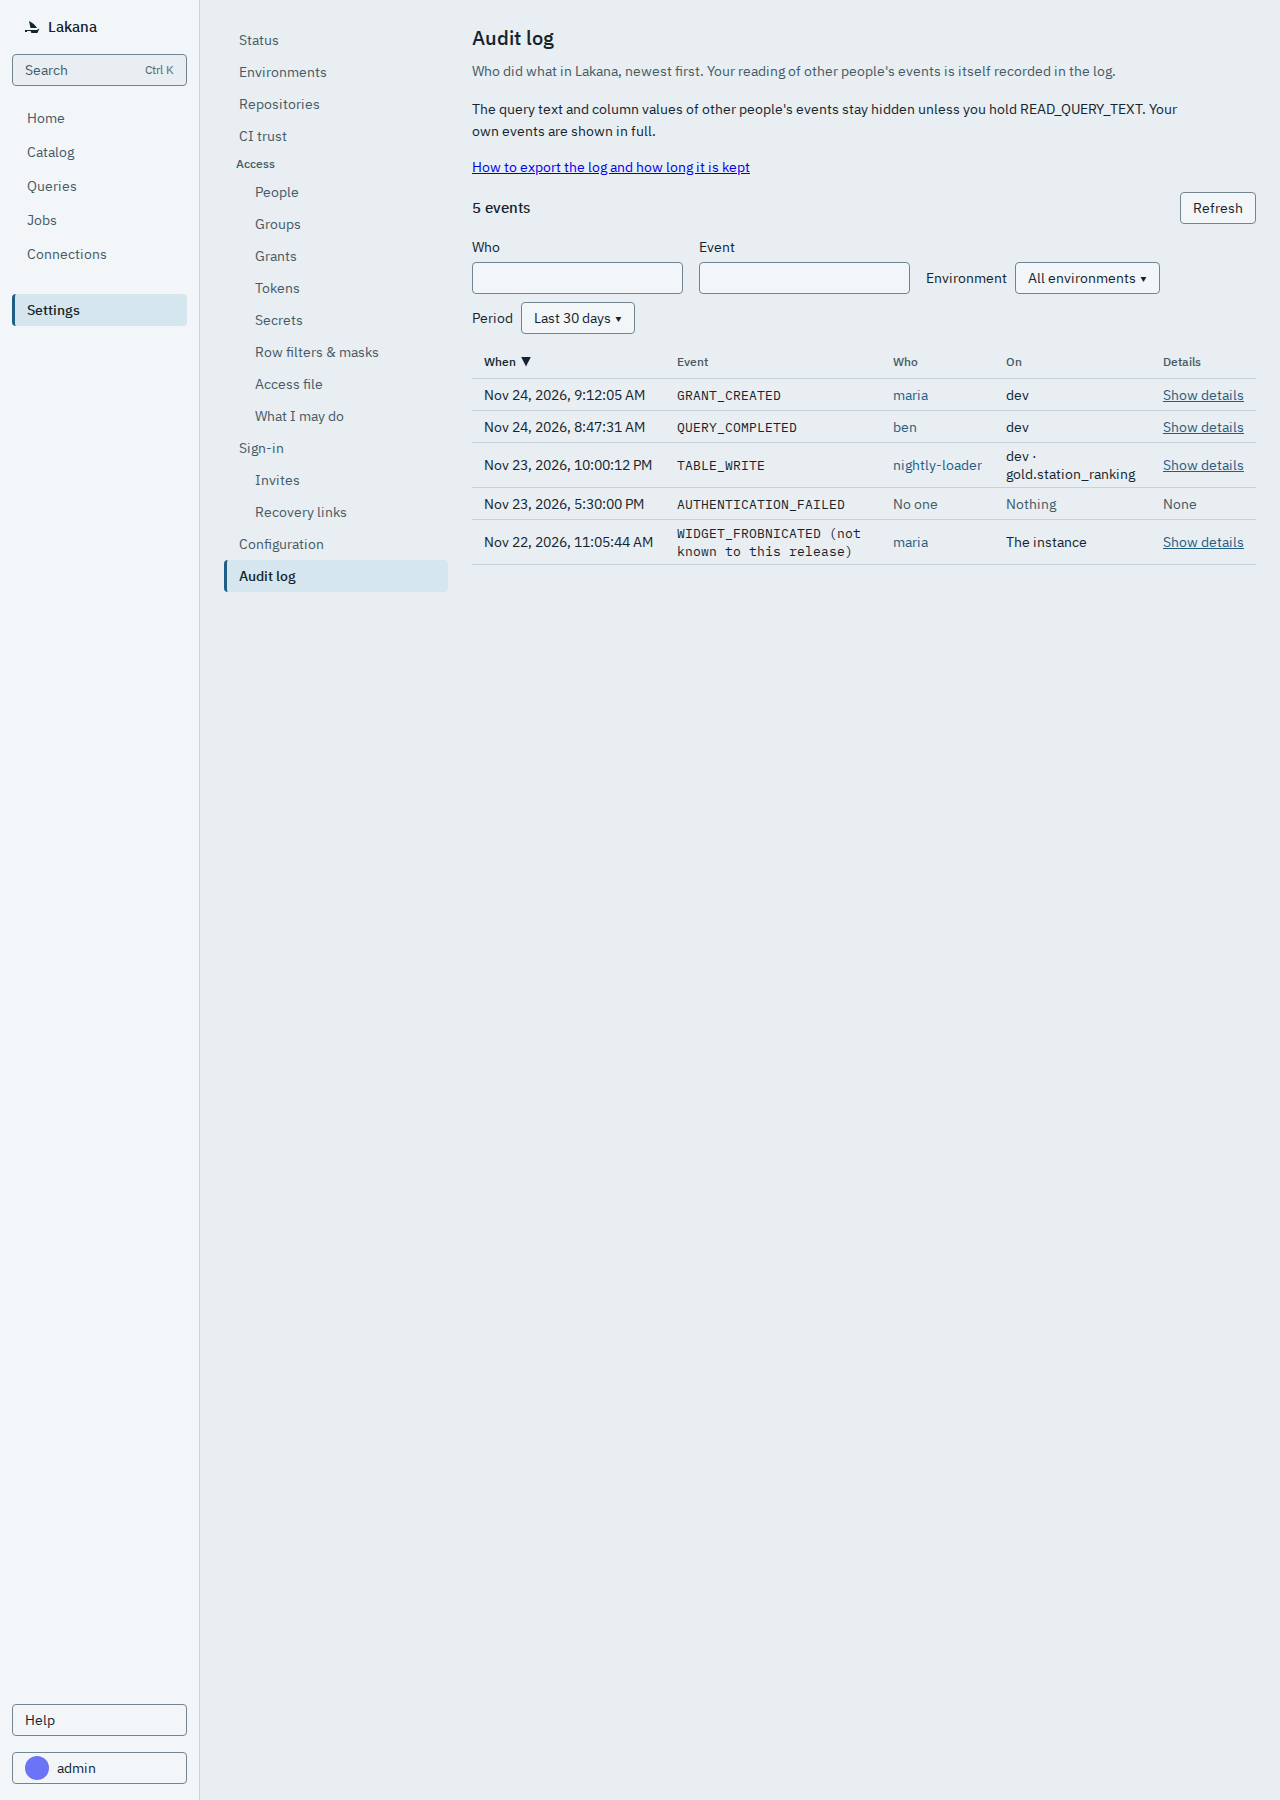 Lakana
Search Ctrl K
Home
Catalog
Queries
Jobs
Connections
Settings
Help
admin
Status
Environments
Repositories
CI trust
Access
People
Groups
Grants
Tokens
Secrets
Row filters & masks
Access file
What I may do
Sign-in
Invites
Recovery links
Configuration
Audit log
Audit log
Who did what in Lakana, newest first. Your reading of other people's events is itself recorded in the log.
The query text and column values of other people's events stay hidden unless you hold READ_QUERY_TEXT. Your
own events are shown in full.
How to export the log and how long it is kept
5 events Refresh
Who Event
Environment All environments ▾
Period Last 30 days ▾
When ▼ Event Who On Details
Nov 24, 2026, 9:12:05 AM GRANT_CREATED maria dev Show details
Nov 24, 2026, 8:47:31 AM QUERY_COMPLETED ben dev Show details
Nov 23, 2026, 10:00:12 PM TABLE_WRITE nightly-loader dev ·
gold.station_ranking Show details
Nov 23, 2026, 5:30:00 PM AUTHENTICATION_FAILED No one Nothing None
Nov 22, 2026, 11:05:44 AM WIDGET_FROBNICATED (not
known to this release) maria The instance Show details